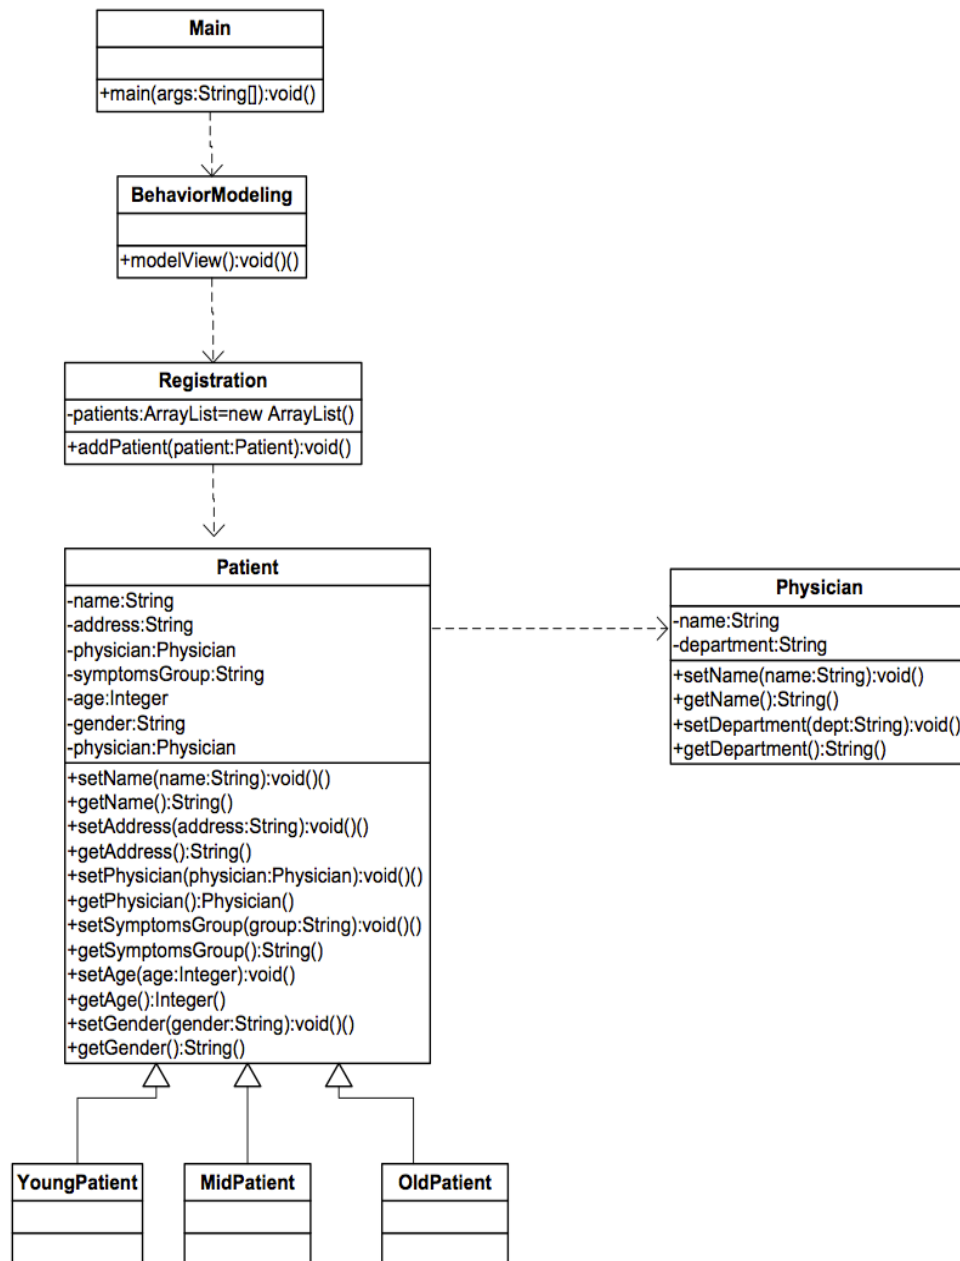 Main
+main(args:String[]):void()
BehaviorModeling
+modelView():void()()
Registration
-patients:ArrayList=new ArrayList()
+addPatient(patient:Patient):void()
Patient
-name:String
-address:String
-physician:Physician
-symptomsGroup:String
-age:Integer
-gender:String
-physician:Physician
+setName(name:String):void()()
+getName():String()
+setAddress(address:String):void()()
+getAddress():String()
+setPhysician(physician:Physician):void()()
+getPhysician():Physician()
+setSymptomsGroup(group:String):void()()
+getSymptomsGroup():String()
+setAge(age:Integer):void()
+getAge():Integer()
+setGender(gender:String):void()()
+getGender():String()
Physician
-name:String
-department:String
+setName(name:String):void()
+getName():String()
+setDepartment(dept:String):void()
+getDepartment():String()
YoungPatient
MidPatient
OldPatient